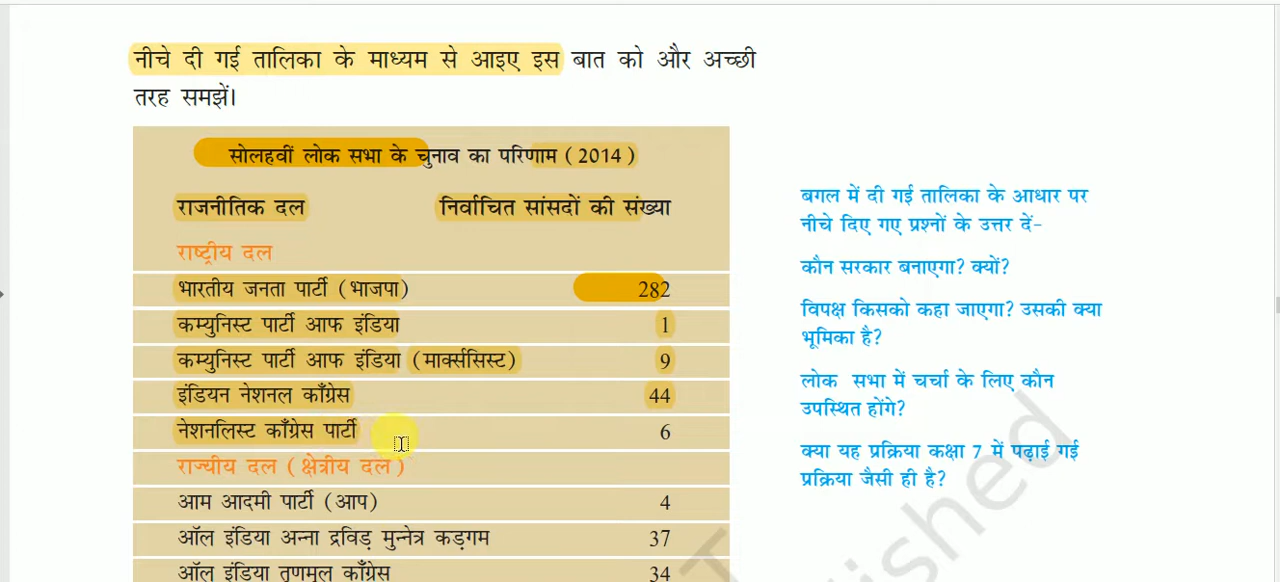 नीचे दी गई तालिका के माध्यम से आइए इस बात को और अच्छी
तरह समझें।
सोलहवीं लोक सभा के चुनाव का परिणाम (2014)
राजनीतिक दल निर्वाचित सांसदों की संख्या
राष्ट्रीय दल
भारतीय जनता पार्टी (भाजपा) 282
कम्युनिस्ट पार्टी आफ इंडिया 1
कम्युनिस्ट पार्टी आफ इंडिया (मार्क्ससिस्ट) 9
इंडियन नेशनल काँग्रेस 44
नेशनलिस्ट काँग्रेस पार्टी 6
राज्यीय दल (क्षेत्रीय दल)
आम आदमी पार्टी (आप) 4
ऑल इंडिया अन्ना द्रविड़ मुन्नेत्र कड़गम 37
ऑल इंडिया तृणमूल काँग्रेस 34
बगल में दी गई तालिका के आधार पर
नीचे दिए गए प्रश्नों के उत्तर दें-
कौन सरकार बनाएगा? क्यों?
विपक्ष किसको कहा जाएगा? उसकी क्या
भूमिका है?
लोक सभा में चर्चा के लिए कौन
उपस्थित होंगे?
क्या यह प्रक्रिया कक्षा 7 में पढ़ाई गई
प्रक्रिया जैसी ही है?